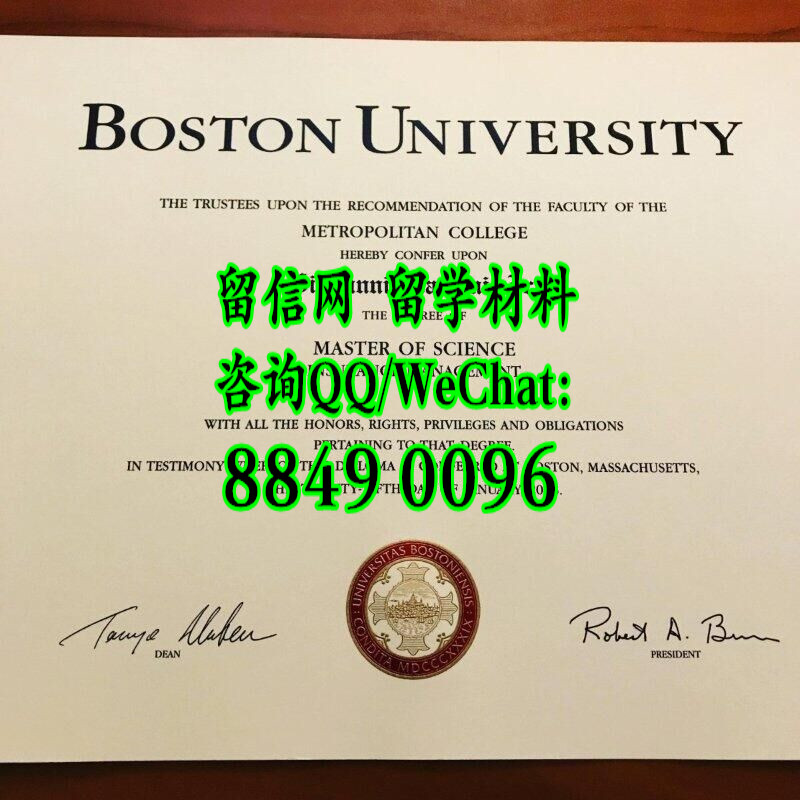 BOSTON UNIVERSITY
THE TRUSTEES UPON THE RECOMMENDATION OF THE FACULTY OF THE
METROPOLITAN COLLEGE
HEREBY CONFER UPON
留信网 留学材料
THE OF
MASTER OF SCIENCE
咨询QQ/WeChat:
WITH ALL THE HONORS, RIGHTS, PRIVILEGES AND OBLIGATIONS
PERTAINING TO THAT DEGREE
8849 0096
IN TESTIMONY BOSTON, MASSACHUSETTS,
UNIVERSITAS BOSTONIENSIS
CONDITA MDCCCXXXIX
DEAN
Robert A.
PRESIDENT